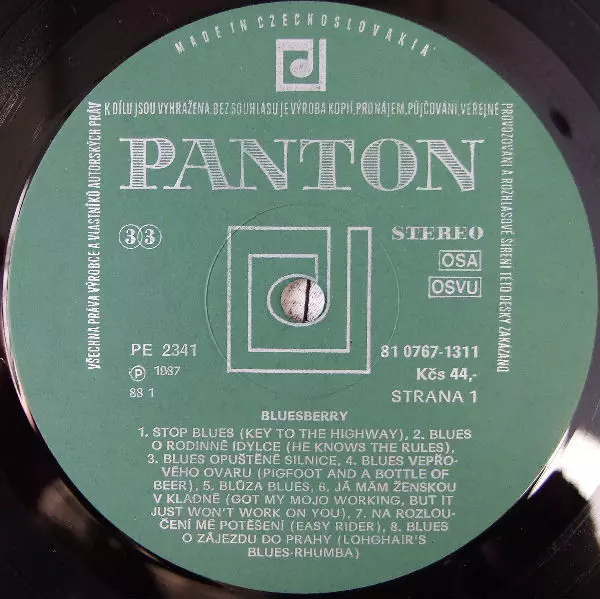 MADE IN CZECHOSLOVAKIA
VŠECHNA PRÁVA VÝROBCE A VLASTNÍKŮ AUTORSKÝCH PRÁV
K DÍLU JSOU VYHRAŽENA. BEZ SOUHLASU JE VÝROBA KOPIÍ, PRONÁJEM, PŮJČOVÁNÍ, VEŘEJNÉ
PROVOZOVÁNÍ A ROZHLASOVÉ ŠÍŘENÍ TÉTO DESKY ZAKÁZÁNO
PANTON
33
STEREO
OSA
OSVU
PE 2341
81 0767-1311
Ⓟ 1987
Kčs 44,-
88 1
STRANA 1
BLUESBERRY
1. STOP BLUES (KEY TO THE HIGHWAY), 2. BLUES
O RODINNÉ IDYLCE (HE KNOWS THE RULES),
3. BLUES OPUŠTĚNÉ SILNICE, 4. BLUES VEPŘO-
VÉHO OVARU (PIGFOOT AND A BOTTLE OF
BEER), 5. BLŮZA BLUES, 6. JÁ MÁM ŽENSKOU
V KLADNĚ (GOT MY MOJO WORKING, BUT IT
JUST WON'T WORK ON YOU), 7. NA ROZLOU-
ČENÍ MÉ POTĚŠENÍ (EASY RIDER), 8. BLUES
O ZÁJEZDU DO PRAHY (LOHGHAIR'S
BLUES-RHUMBA)